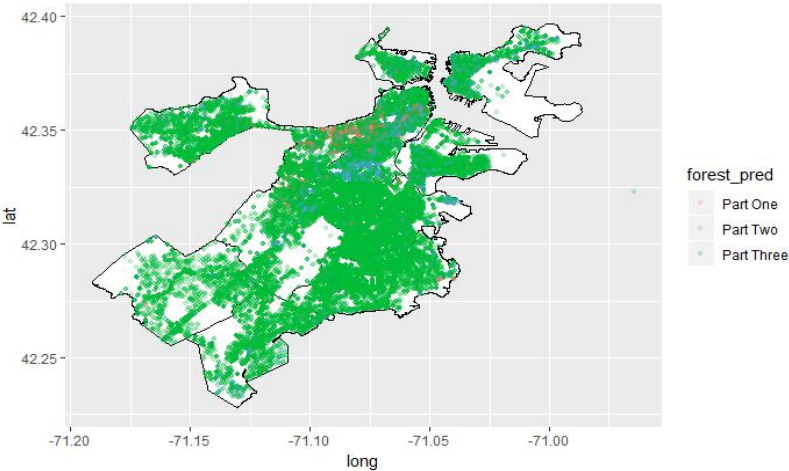 42.40
42.35
42.30
42.25
lat
-71.20
-71.15
-71.10
-71.05
-71.00
long
forest_pred
Part One
Part Two
Part Three